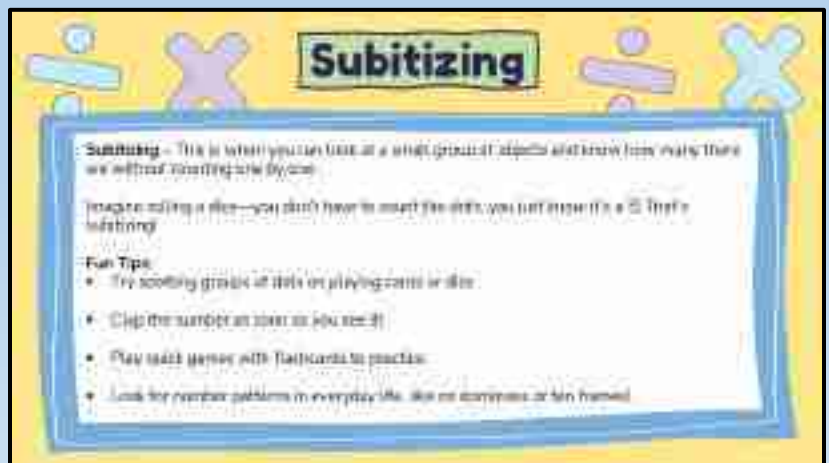 Subitizing
Subitizing – This is when you can look at a small group of objects and know how many there
are without counting one by one.
Imagine rolling a dice—you don't have to count the dots, you just know it's a 5! That's
subitizing!
Fun Tips:
• Try spotting groups of dots on playing cards or dice
• Clap the number as soon as you see it!
• Play quick games with flashcards to practice
• Look for number patterns in everyday life, like on dominoes or ten frames!